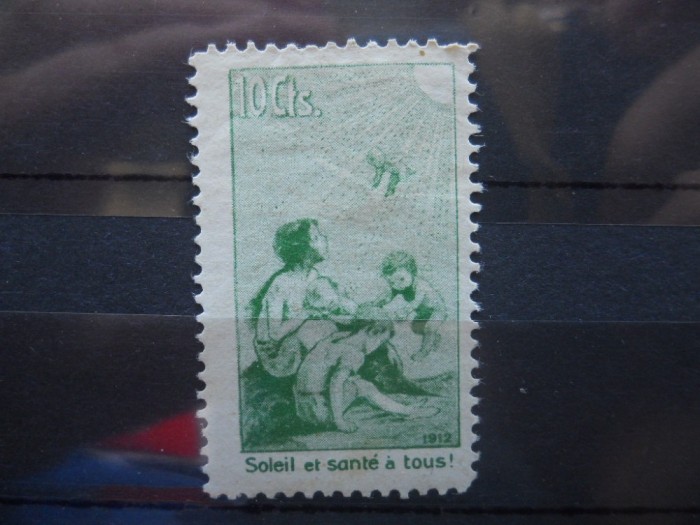 10 Cts.
1912
Soleil et santé à tous!